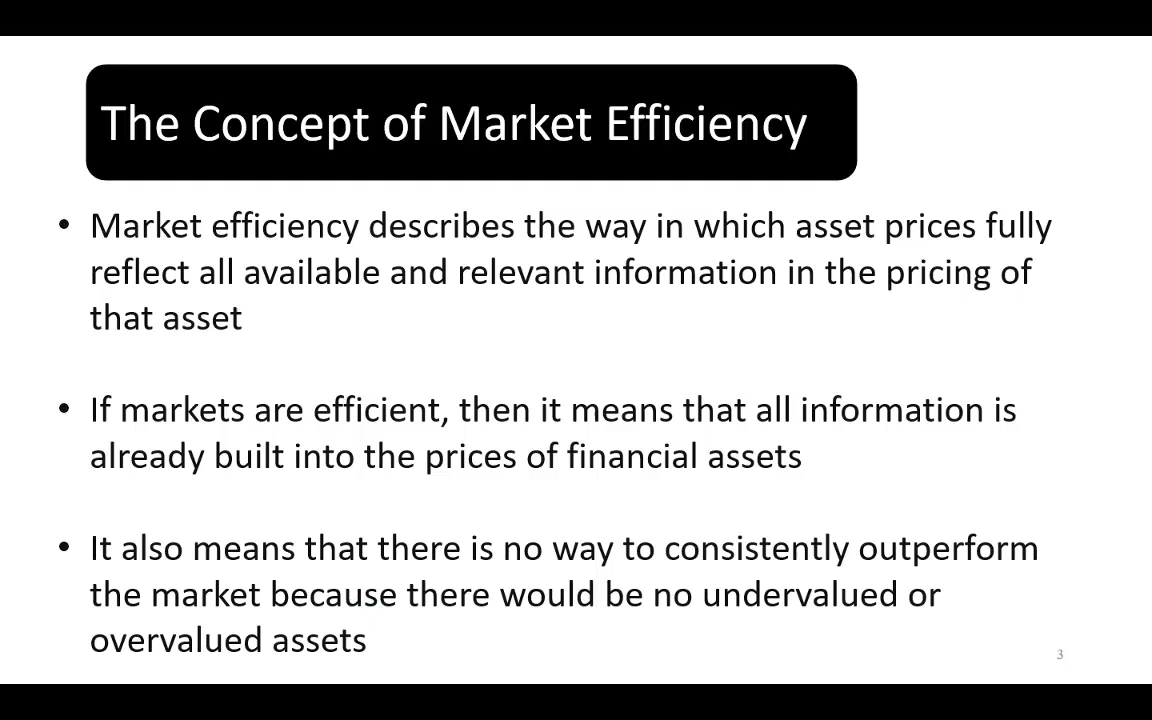 The Concept of Market Efficiency
• Market efficiency describes the way in which asset prices fully
reflect all available and relevant information in the pricing of
that asset
• If markets are efficient, then it means that all information is
already built into the prices of financial assets
• It also means that there is no way to consistently outperform
the market because there would be no undervalued or
overvalued assets
3